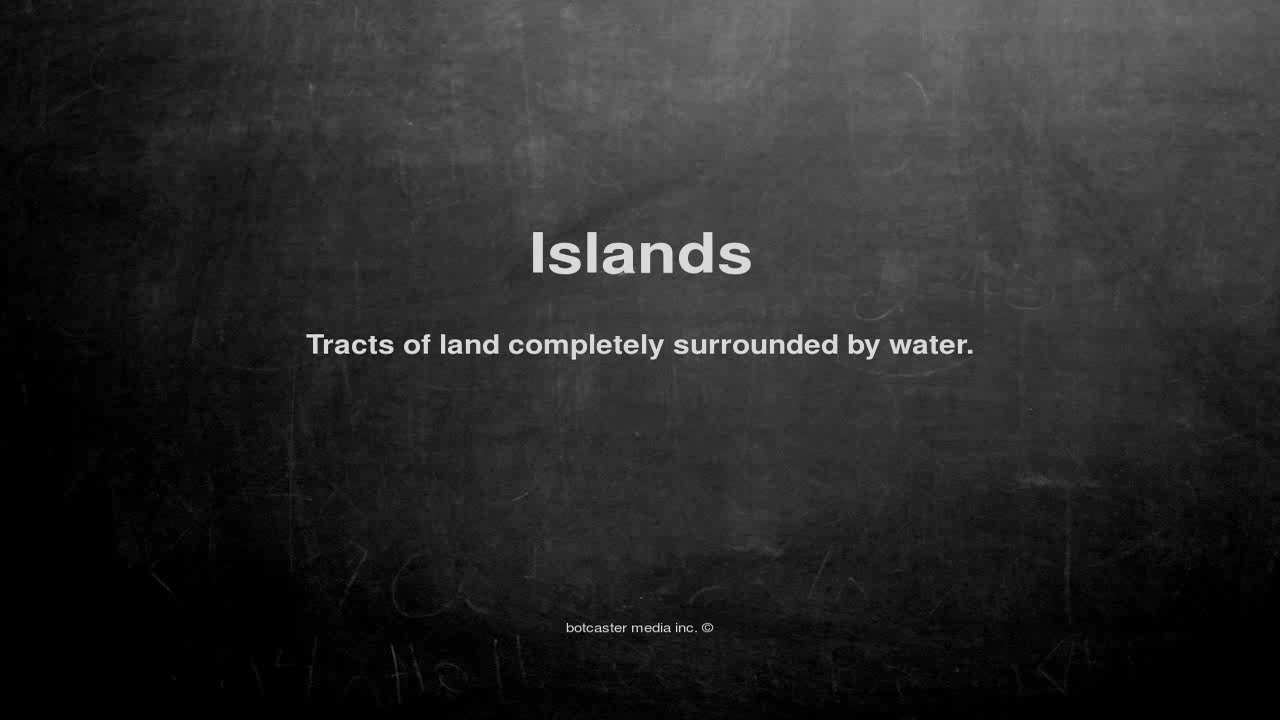 Islands
Tracts of land completely surrounded by water.
botcaster media inc. ©